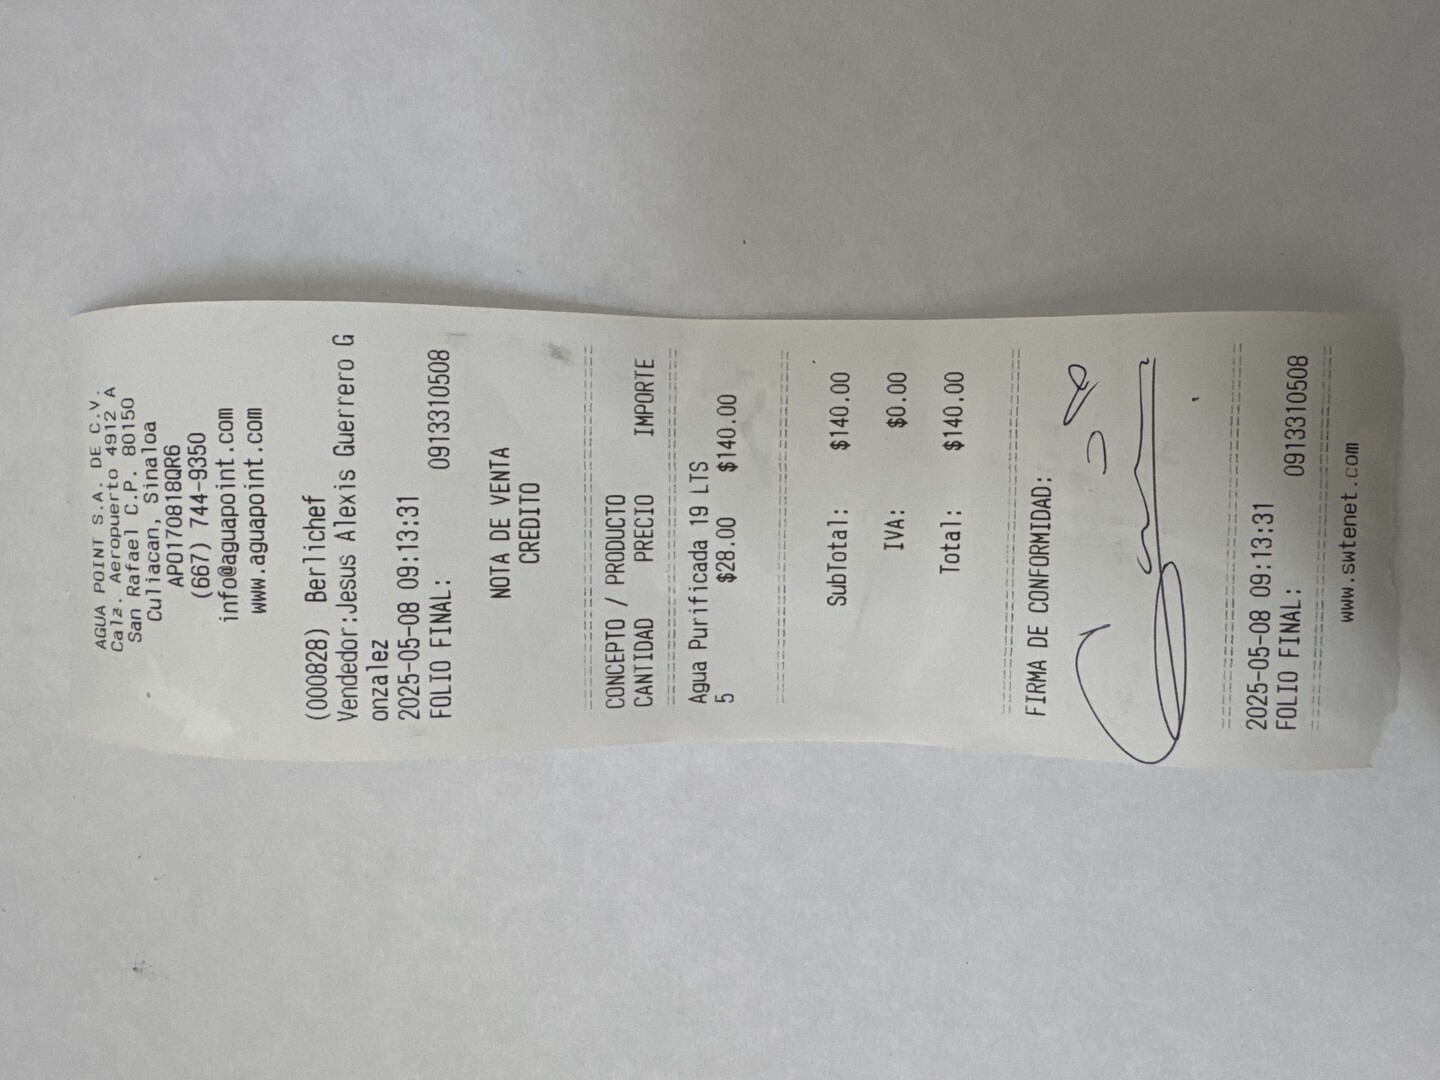 AGUA POINT S.A. DE C.V.
Calz. Aeropuerto 4912 A
San Rafael C.P. 80150
Culiacan, Sinaloa
APO170818QR6
(667) 744-9350
info@aguapoint.com
www.aguapoint.com
(000828) Berlichef
Vendedor:Jesus Alexis Guerrero G
onzalez
2025-05-08 09:13:31
FOLIO FINAL: 0913310508
NOTA DE VENTA
CREDITO
CONCEPTO / PRODUCTO
CANTIDAD PRECIO IMPORTE
Agua Purificada 19 LTS
5 $28.00 $140.00
SubTotal: $140.00
IVA: $0.00
Total: $140.00
FIRMA DE CONFORMIDAD:
2025-05-08 09:13:31
FOLIO FINAL: 0913310508
www.swtenet.com